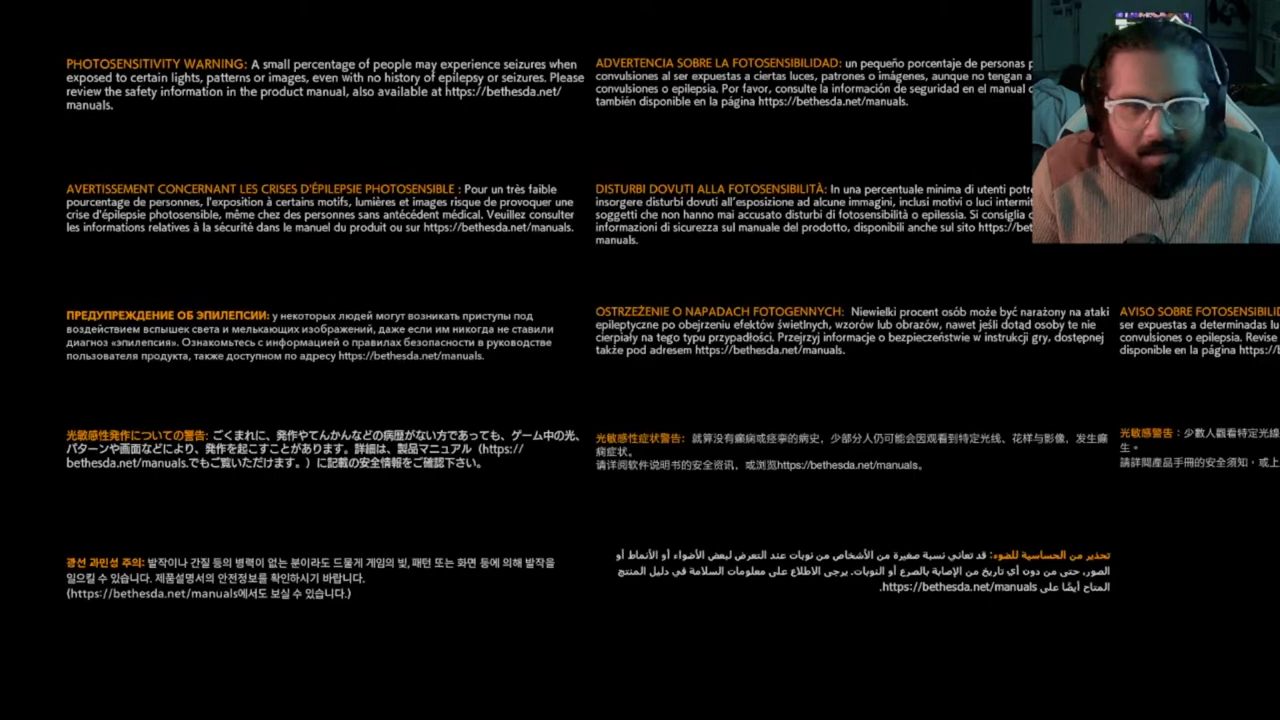 PHOTOSENSITIVITY WARNING: A small percentage of people may experience seizures when
exposed to certain lights, patterns or images, even with no history of epilepsy or seizures. Please
review the safety information in the product manual, also available at https://bethesda.net/
manuals.
ADVERTENCIA SOBRE LA FOTOSENSIBILIDAD: un pequeño porcentaje de personas p
convulsiones al ser expuestas a ciertas luces, patrones o imágenes, aunque no tengan a
convulsiones o epilepsia. Por favor, consulte la información de seguridad en el manual
también disponible en la página https://bethesda.net/manuals.
AVERTISSEMENT CONCERNANT LES CRISES D'ÉPILEPSIE PHOTOSENSIBLE : Pour un très faible
pourcentage de personnes, l'exposition à certains motifs, lumières et images risque de provoquer une
crise d'épilepsie photosensible, même chez des personnes sans antécédent médical. Veuillez consulter
les informations relatives à la sécurité dans le manuel du produit ou sur https://bethesda.net/manuals.
DISTURBI DOVUTI ALLA FOTOSENSIBILITÀ: In una percentuale minima di utenti potre
insorgere disturbi dovuti all'esposizione ad alcune immagini, inclusi motivi o luci intermit
soggetti che non hanno mai accusato disturbi di fotosensibilità o epilessia. Si consiglia
informazioni di sicurezza sul manuale del prodotto, disponibili anche sul sito https://bet
manuals.
ПРЕДУПРЕЖДЕНИЕ ОБ ЭПИЛЕПСИИ: у некоторых людей могут возникать приступы под
воздействием вспышек света и мелькающих изображений, даже если им никогда не ставили
диагноз «эпилепсия». Ознакомьтесь с информацией о правилах безопасности в руководстве
пользователя продукта, также доступном по адресу https://bethesda.net/manuals.
OSTRZEŻENIE O NAPADACH FOTOGENNYCH: Niewielki procent osób może być narażony na ataki
epileptyczne po obejrzeniu efektów świetlnych, wzorów lub obrazów, nawet jeśli dotąd osoby te nie
cierpiały na tego typu przypadłości. Przejrzyj informacje o bezpieczeństwie w instrukcji gry, dostępnej
także pod adresem https://bethesda.net/manuals.
AVISO SOBRE FOTOSENSIBILID
ser expuestas a determinadas lu
convulsiones o epilepsia. Revise
disponible en la página https://b
光敏感性発作についての警告: ごくまれに、発作やてんかんなどの病歴がない方であっても、ゲーム中の光、
パターンや画面などにより、発作を起こすことがあります。詳細は、製品マニュアル（https://
bethesda.net/manuals.でもご覧いただけます。）に記載の安全情報をご確認下さい。
光敏感性症状警告：就算没有癫痫或痉挛的病史，少部分人仍可能会因观看到特定光线、花样与影像，发生癫
痫症状。
请详阅软件说明书的安全资讯，或浏览https://bethesda.net/manuals。
光敏感警告：少數人觀看特定光線
生。
請詳閱產品手冊的安全須知，或上
광선 과민성 주의: 발작이나 간질 등의 병력이 없는 분이라도 드물게 게임의 빛, 패턴 또는 화면 등에 의해 발작을
일으킬 수 있습니다. 제품설명서의 안전정보를 확인하시기 바랍니다.
(https://bethesda.net/manuals에서도 보실 수 있습니다.)
تحذير من الحساسية للضوء: قد تعاني نسبة صغيرة من الأشخاص من نوبات عند التعرض لبعض الأضواء أو الأنماط أو
الصور، حتى من دون أي تاريخ من الإصابة بالصرع أو النوبات. يرجى الاطلاع على معلومات السلامة في دليل المنتج
المتاح أيضًا على https://bethesda.net/manuals.